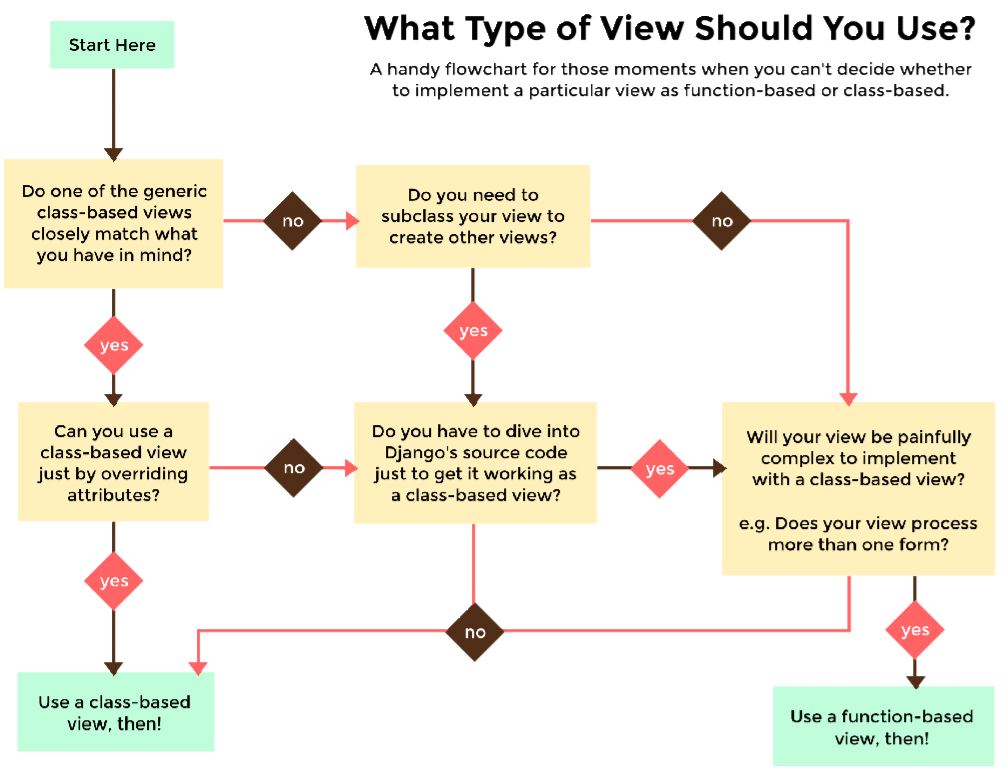 What Type of View Should You Use?
A handy flowchart for those moments when you can't decide whether
to implement a particular view as function-based or class-based.
Start Here
Do one of the generic
class-based views
closely match what
you have in mind?
no
Do you need to
subclass your view to
create other views?
no
yes
yes
Can you use a
class-based view
just by overriding
attributes?
no
Do you have to dive into
Django's source code
just to get it working as
a class-based view?
yes
Will your view be painfully
complex to implement
with a class-based view?
e.g. Does your view process
more than one form?
yes
no
yes
Use a class-based
view, then!
Use a function-based
view, then!